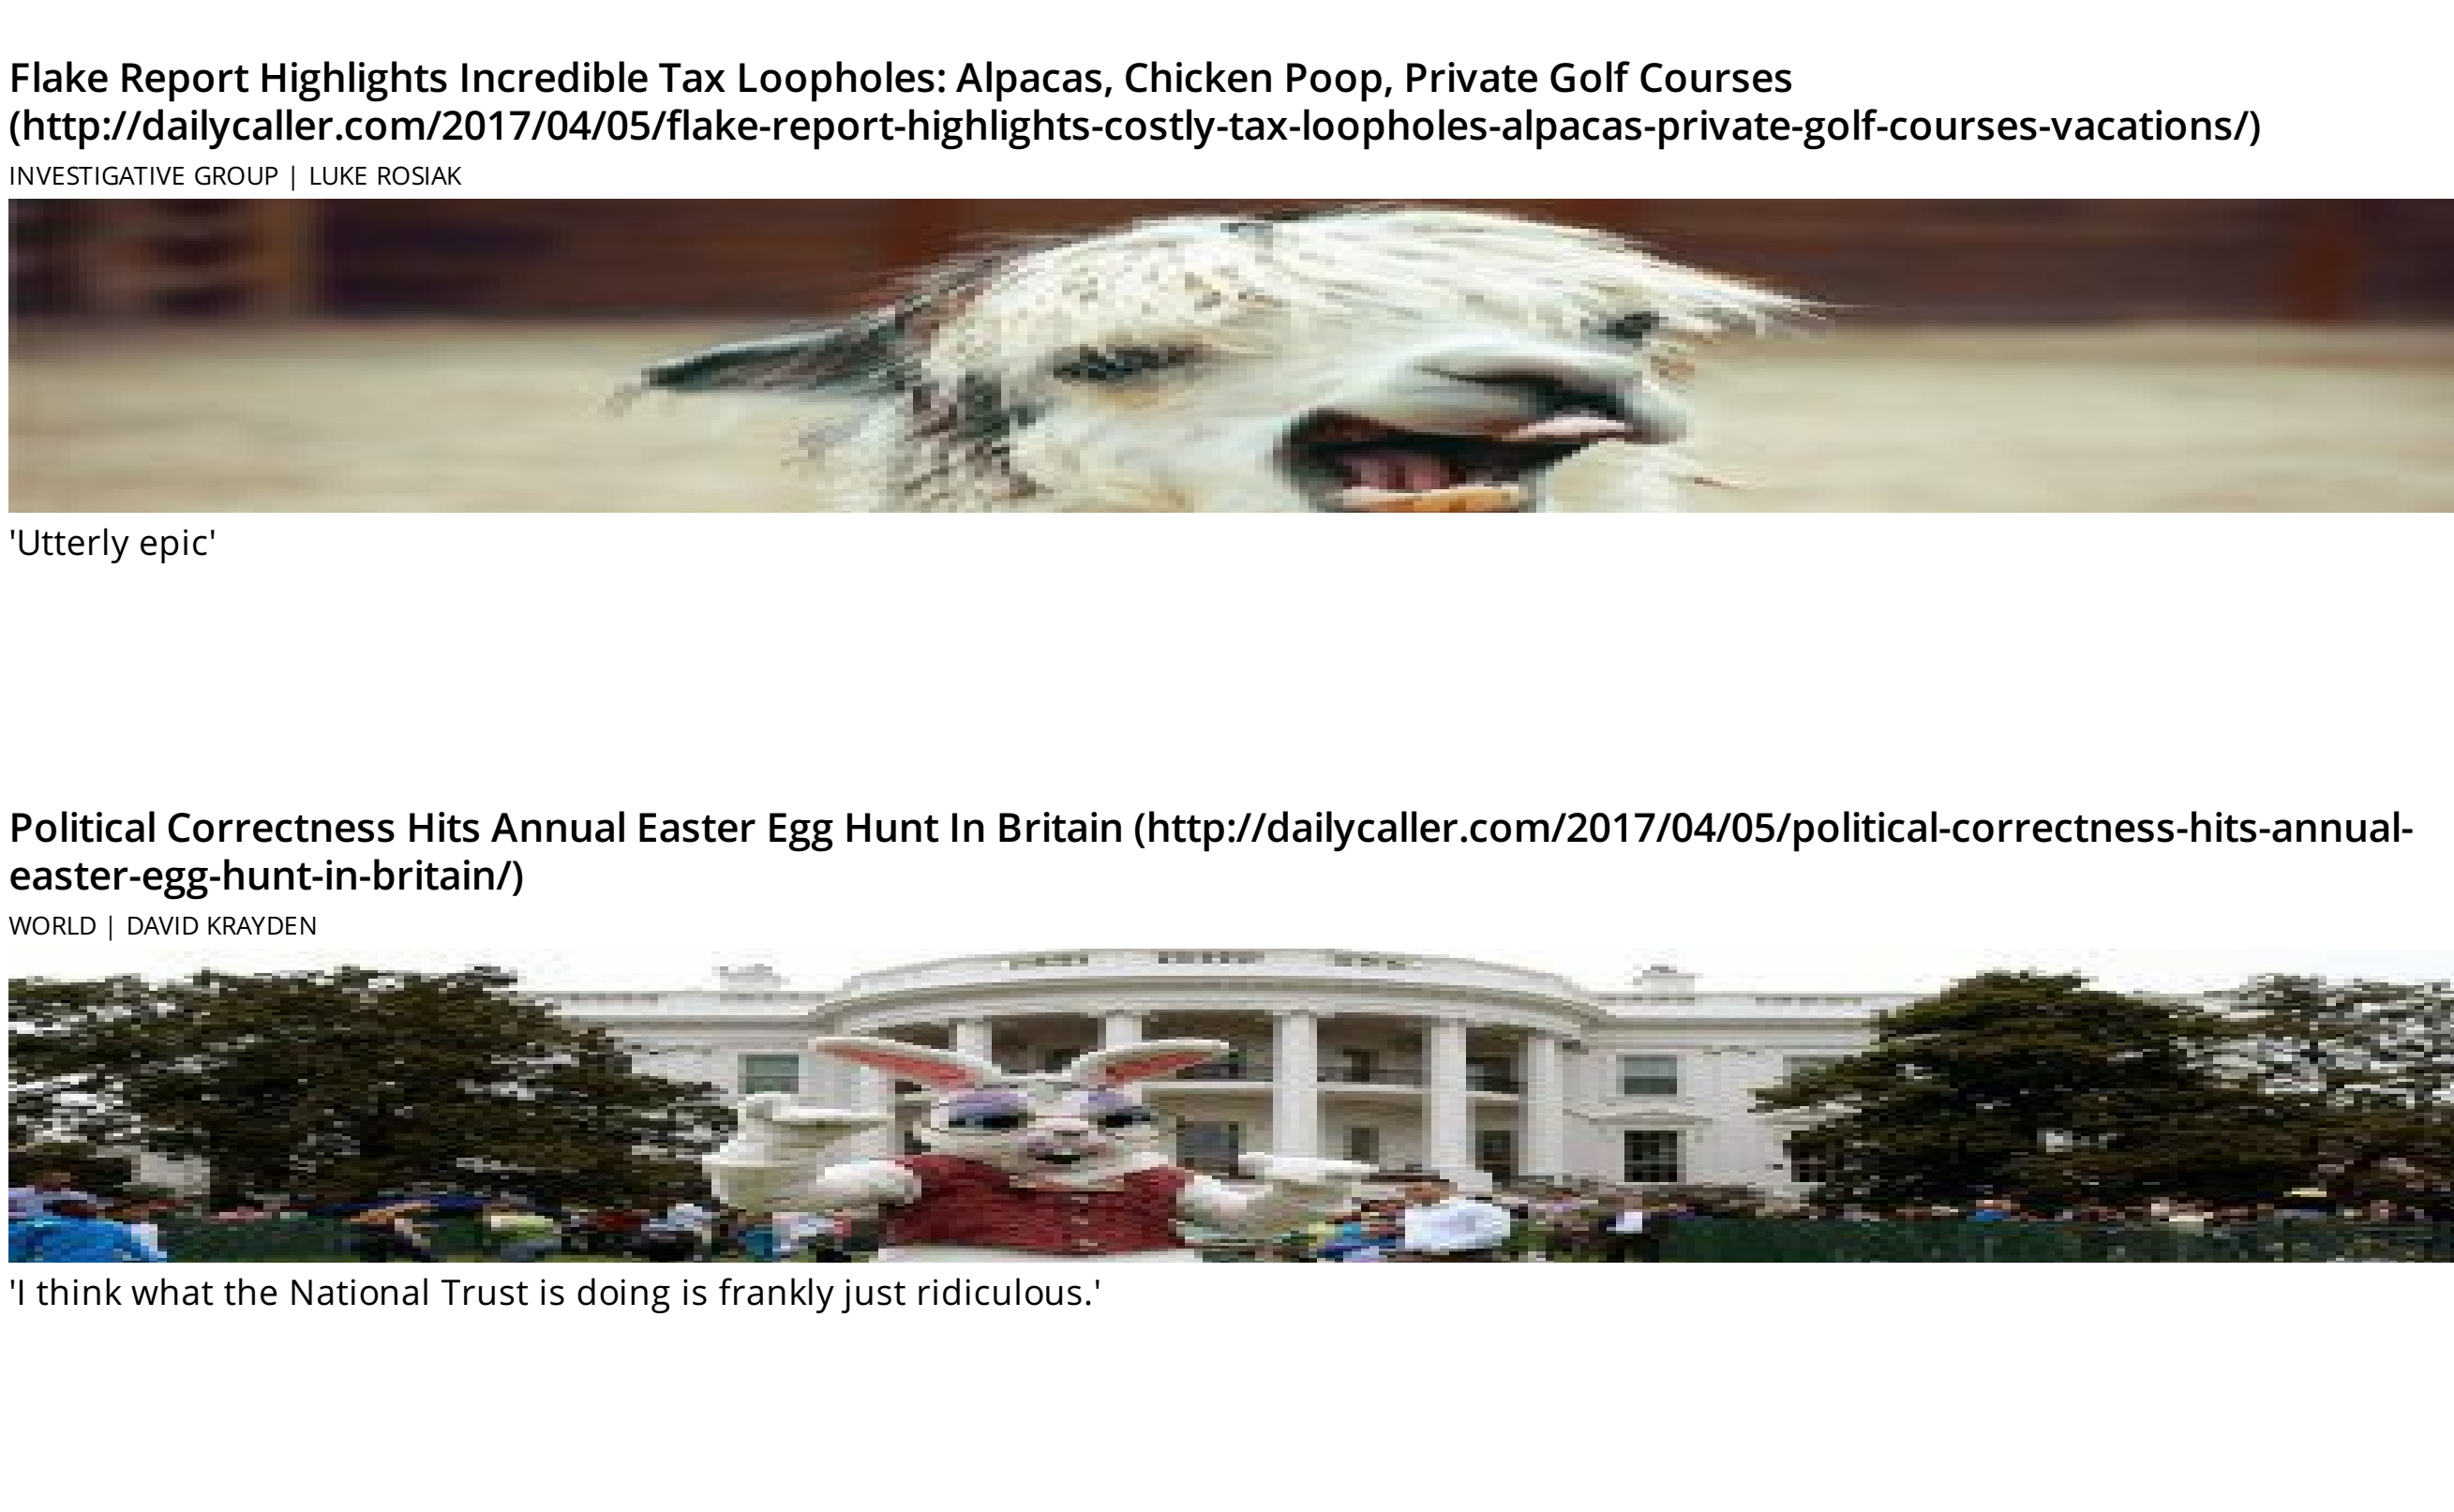 Flake Report Highlights Incredible Tax Loopholes: Alpacas, Chicken Poop, Private Golf Courses
(http://dailycaller.com/2017/04/05/flake-report-highlights-costly-tax-loopholes-alpacas-private-golf-courses-vacations/)
INVESTIGATIVE GROUP | LUKE ROSIAK
'Utterly epic'
Political Correctness Hits Annual Easter Egg Hunt In Britain (http://dailycaller.com/2017/04/05/political-correctness-hits-annual-
easter-egg-hunt-in-britain/)
WORLD | DAVID KRAYDEN
'I think what the National Trust is doing is frankly just ridiculous.'